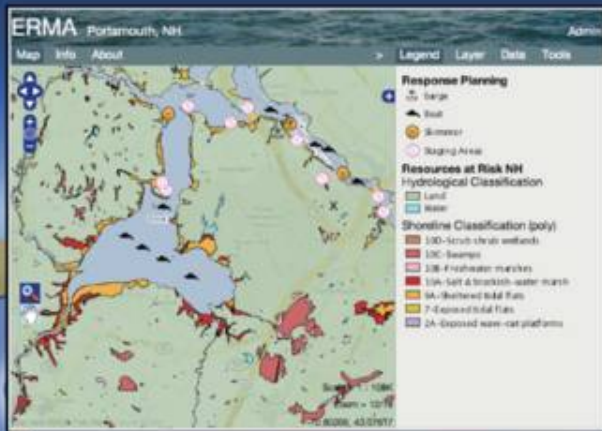 ERMA Portamouth, NH
Admin
Map Info About > Legend Layer Data Tools
Response Planning
Barge
Boat
Skimmer
Staging Areas
Resources at Risk NH
Hydrological Classification
Land
Water
Shoreline Classification (poly)
10D-Scrub shrub wetlands
10C-Swamps
10B-Freshwater marshes
10A-Salt & brackish-water marsh
9A-Sheltered tidal flats
7-Exposed tidal flats
2A-Exposed wave-cut platforms